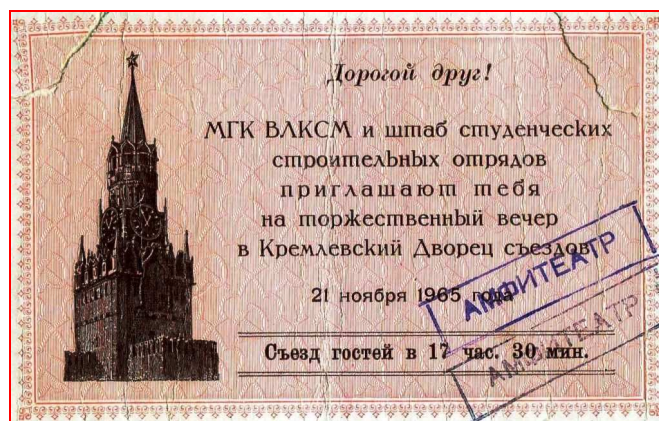 Дорогой друг!
МГК ВЛКСМ и штаб студенческих
строительных отрядов
приглашают тебя
на торжественный вечер
в Кремлевский Дворец съездов
21 ноября 1965 года
Съезд гостей в 17 час. 30 мин.
АМФИТЕАТР
АМФИТЕАТР